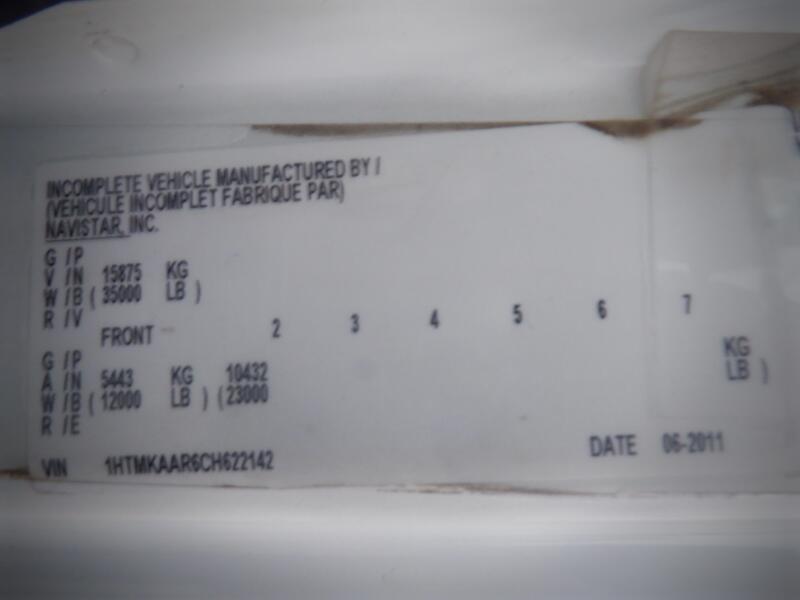 INCOMPLETE VEHICLE MANUFACTURED BY /
(VEHICULE INCOMPLET FABRIQUE PAR)
NAVISTAR, INC.
G /P
V /N 15875 KG
W /B ( 35000 LB )
R /V
FRONT 2 3 4 5 6 7
G /P
A /N 5443 KG 10432 KG
W /B ( 12000 LB ) ( 23000 LB )
R /E
VIN 1HTMKAAR6CH622142 DATE 06-2011